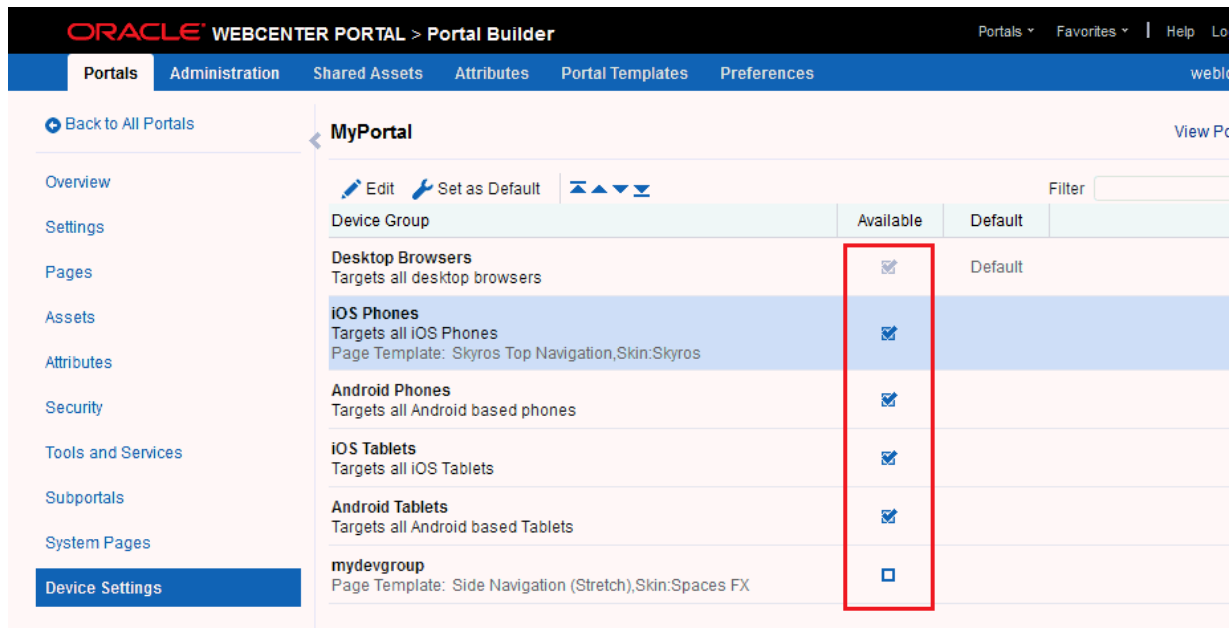 ORACLE WEBCENTER PORTAL > Portal Builder
Portals Favorites Help
Portals Administration Shared Assets Attributes Portal Templates Preferences
Back to All Portals
MyPortal
View
Overview
Edit Set as Default
Filter
Settings
Device Group Available Default
Pages
Desktop Browsers
Targets all desktop browsers
Default
Assets
iOS Phones
Targets all iOS Phones
Page Template: Skyros Top Navigation,Skin:Skyros
Attributes
Android Phones
Targets all Android based phones
Security
Tools and Services
iOS Tablets
Targets all iOS Tablets
Subportals
Android Tablets
Targets all Android based Tablets
System Pages
mydevgroup
Page Template: Side Navigation (Stretch),Skin:Spaces FX
Device Settings